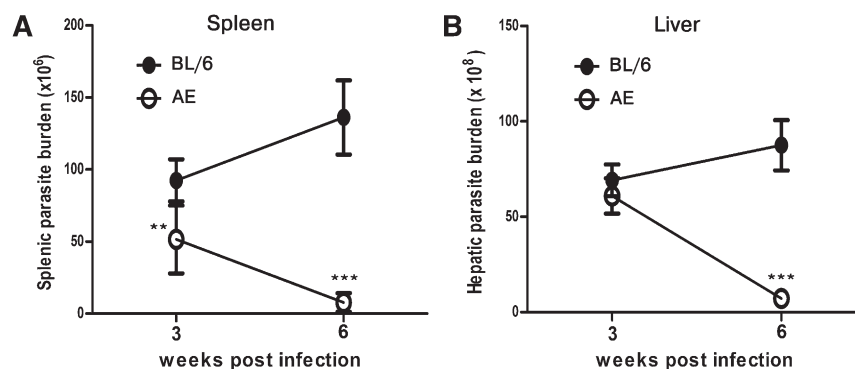 A
Spleen
Splenic parasite burden (x10⁶)
200
150
100
50
0
BL/6
AE
**
***
3
6
weeks post infection
B
Liver
Hepatic parasite burden (x 10⁸)
150
100
50
0
BL/6
AE
***
3
6
weeks post infection